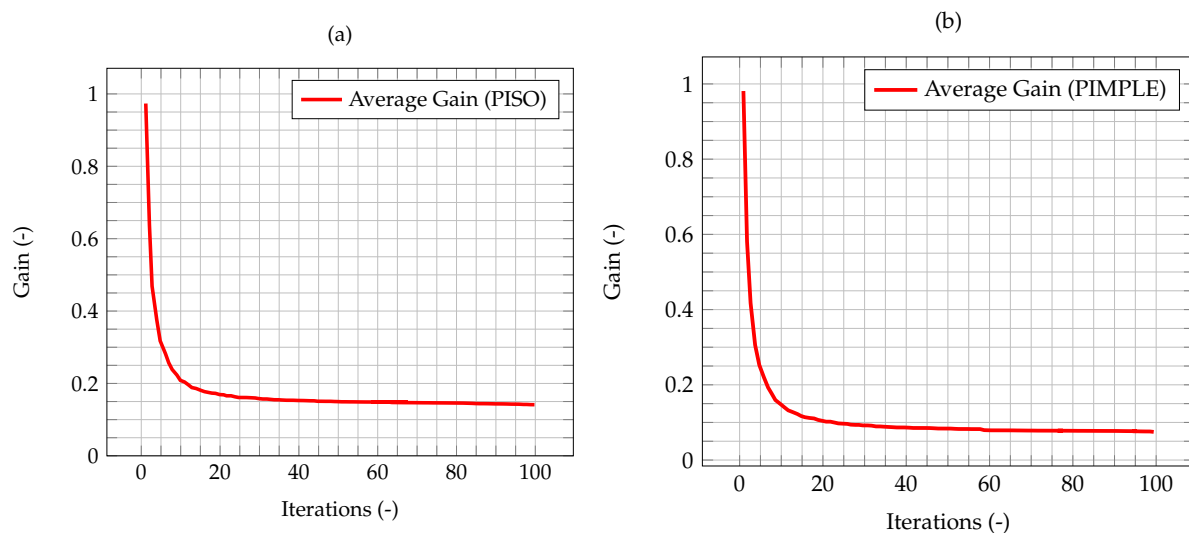 (a)
Average Gain (PISO)
1
0.8
0.6
0.4
0.2
0
Gain (-)
0 20 40 60 80 100
Iterations (-)
(b)
Average Gain (PIMPLE)
1
0.8
0.6
0.4
0.2
0
Gain (-)
0 20 40 60 80 100
Iterations (-)